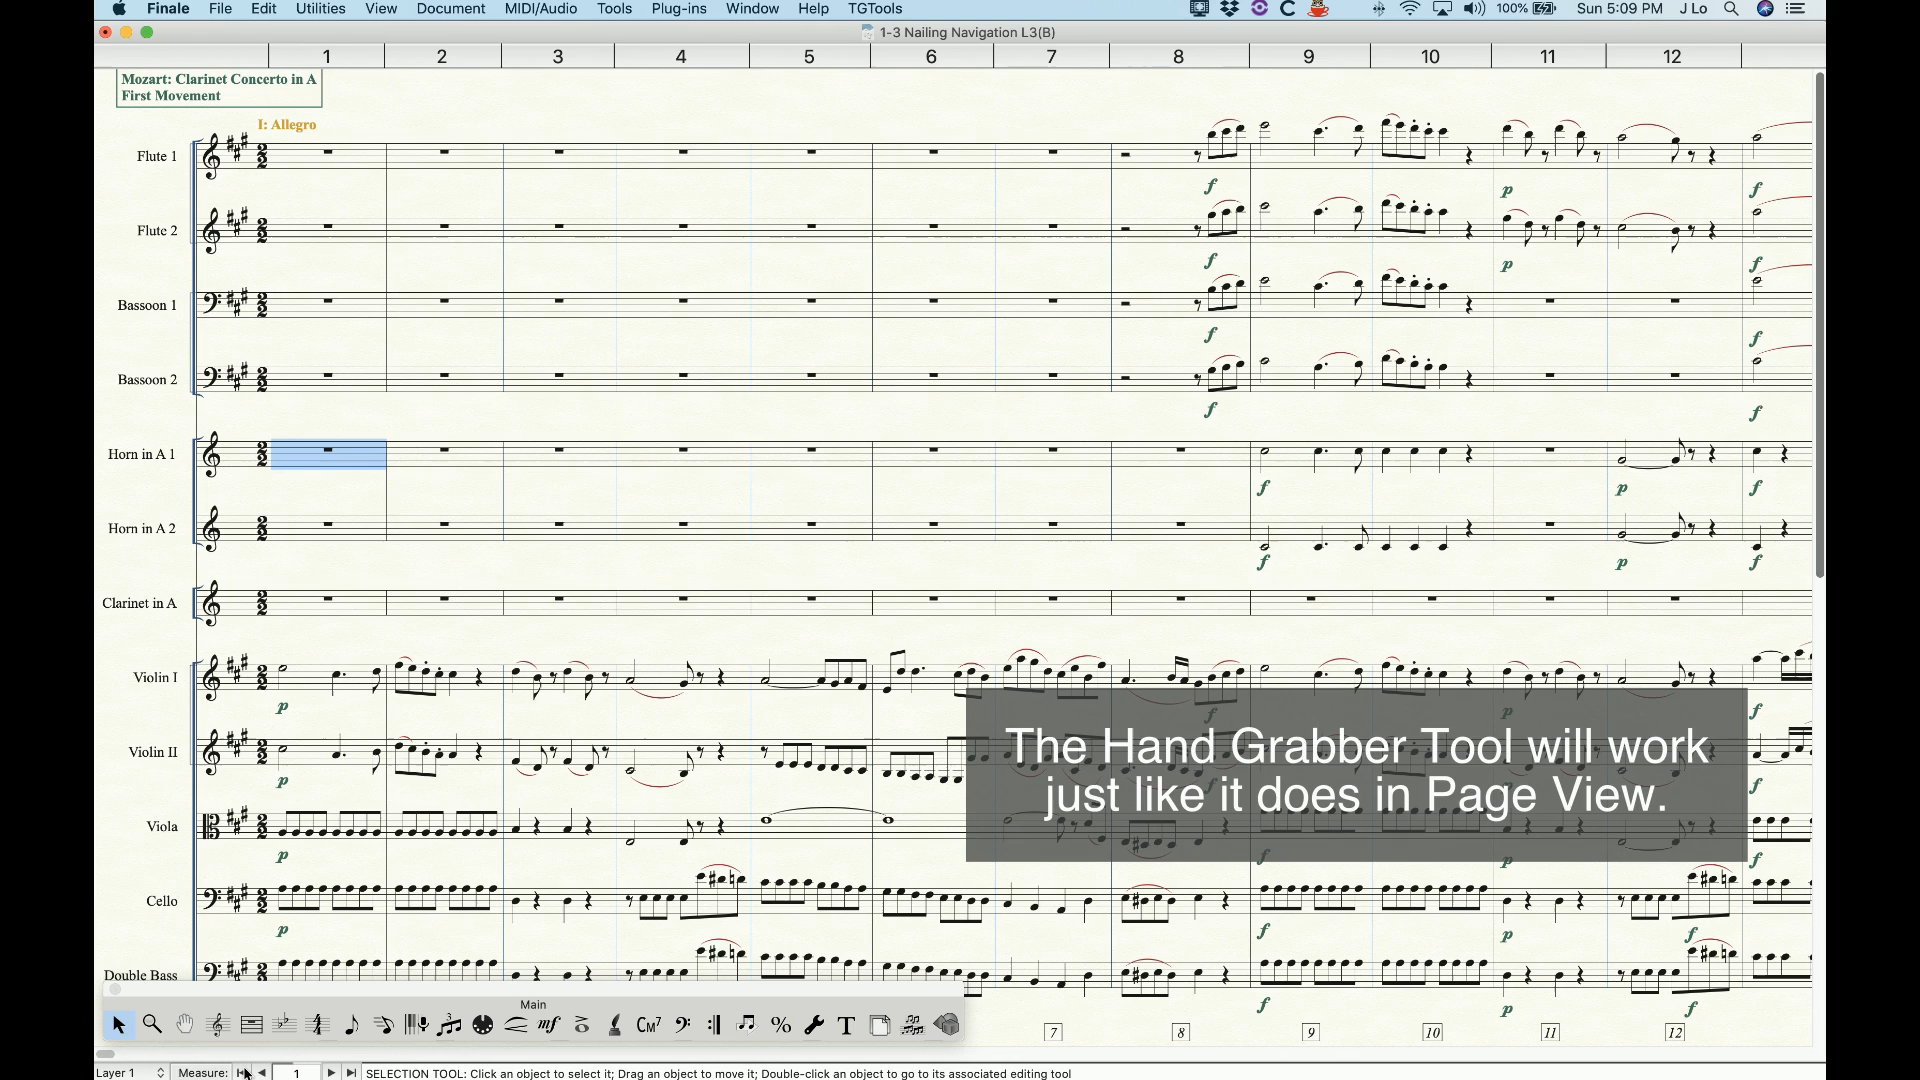 Finale File Edit Utilities View Document MIDI/Audio Tools Plug-ins Window Help TGTools 100% Sun 5:09 PM J Lo
1-3 Nailing Navigation L3(B)
1 2 3 4 5 6 7 8 9 10 11 12
Mozart: Clarinet Concerto in A
First Movement
I: Allegro
Flute 1
f p f
Flute 2
f p f
Bassoon 1
f f
Bassoon 2
f f
Horn in A 1
f p f
Horn in A 2
f p f
Clarinet in A
Violin I
p f p f
Violin II
p f
The Hand Grabber Tool will work
just like it does in Page View.
Viola
p f p f
Cello
p f p f
Double Bass
f p f
Main
mf CM7 % T
7 8 9 10 11 12
Layer 1 Measure: 1 SELECTION TOOL: Click an object to select it; Drag an object to move it; Double-click an object to go to its associated editing tool